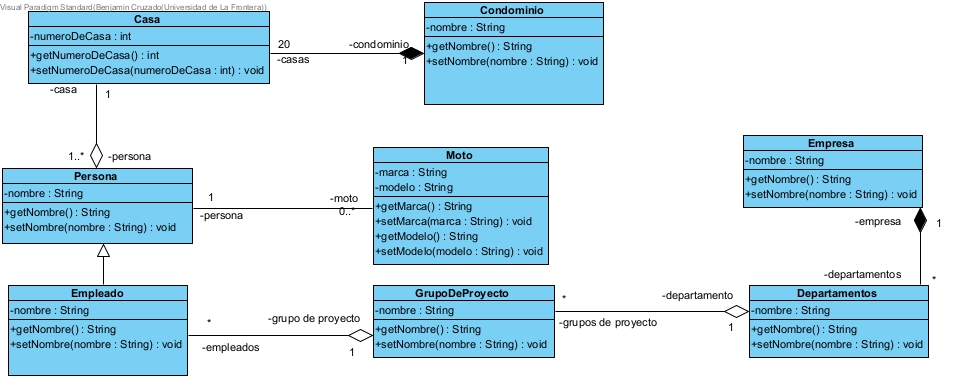 Visual Paradigm Standard(Benjamin Cruzado(Universidad de La Frontera))
Casa
-numeroDeCasa : int
+getNumeroDeCasa() : int
+setNumeroDeCasa(numeroDeCasa : int) : void
20
-casas
-condominio
1
Condominio
-nombre : String
+getNombre() : String
+setNombre(nombre : String) : void
-casa
1
1..*
-persona
Persona
-nombre : String
+getNombre() : String
+setNombre(nombre : String) : void
1
-persona
-moto
0..*
Moto
-marca : String
-modelo : String
+getMarca() : String
+setMarca(marca : String) : void
+getModelo() : String
+setModelo(modelo : String) : void
Empresa
-nombre : String
+getNombre() : String
+setNombre(nombre : String) : void
-empresa
1
-departamentos
*
Empleado
-nombre : String
+getNombre() : String
+setNombre(nombre : String) : void
*
-empleados
-grupo de proyecto
1
GrupoDeProyecto
-nombre : String
+getNombre() : String
+setNombre(nombre : String) : void
*
-grupos de proyecto
-departamento
1
Departamentos
-nombre : String
+getNombre() : String
+setNombre(nombre : String) : void